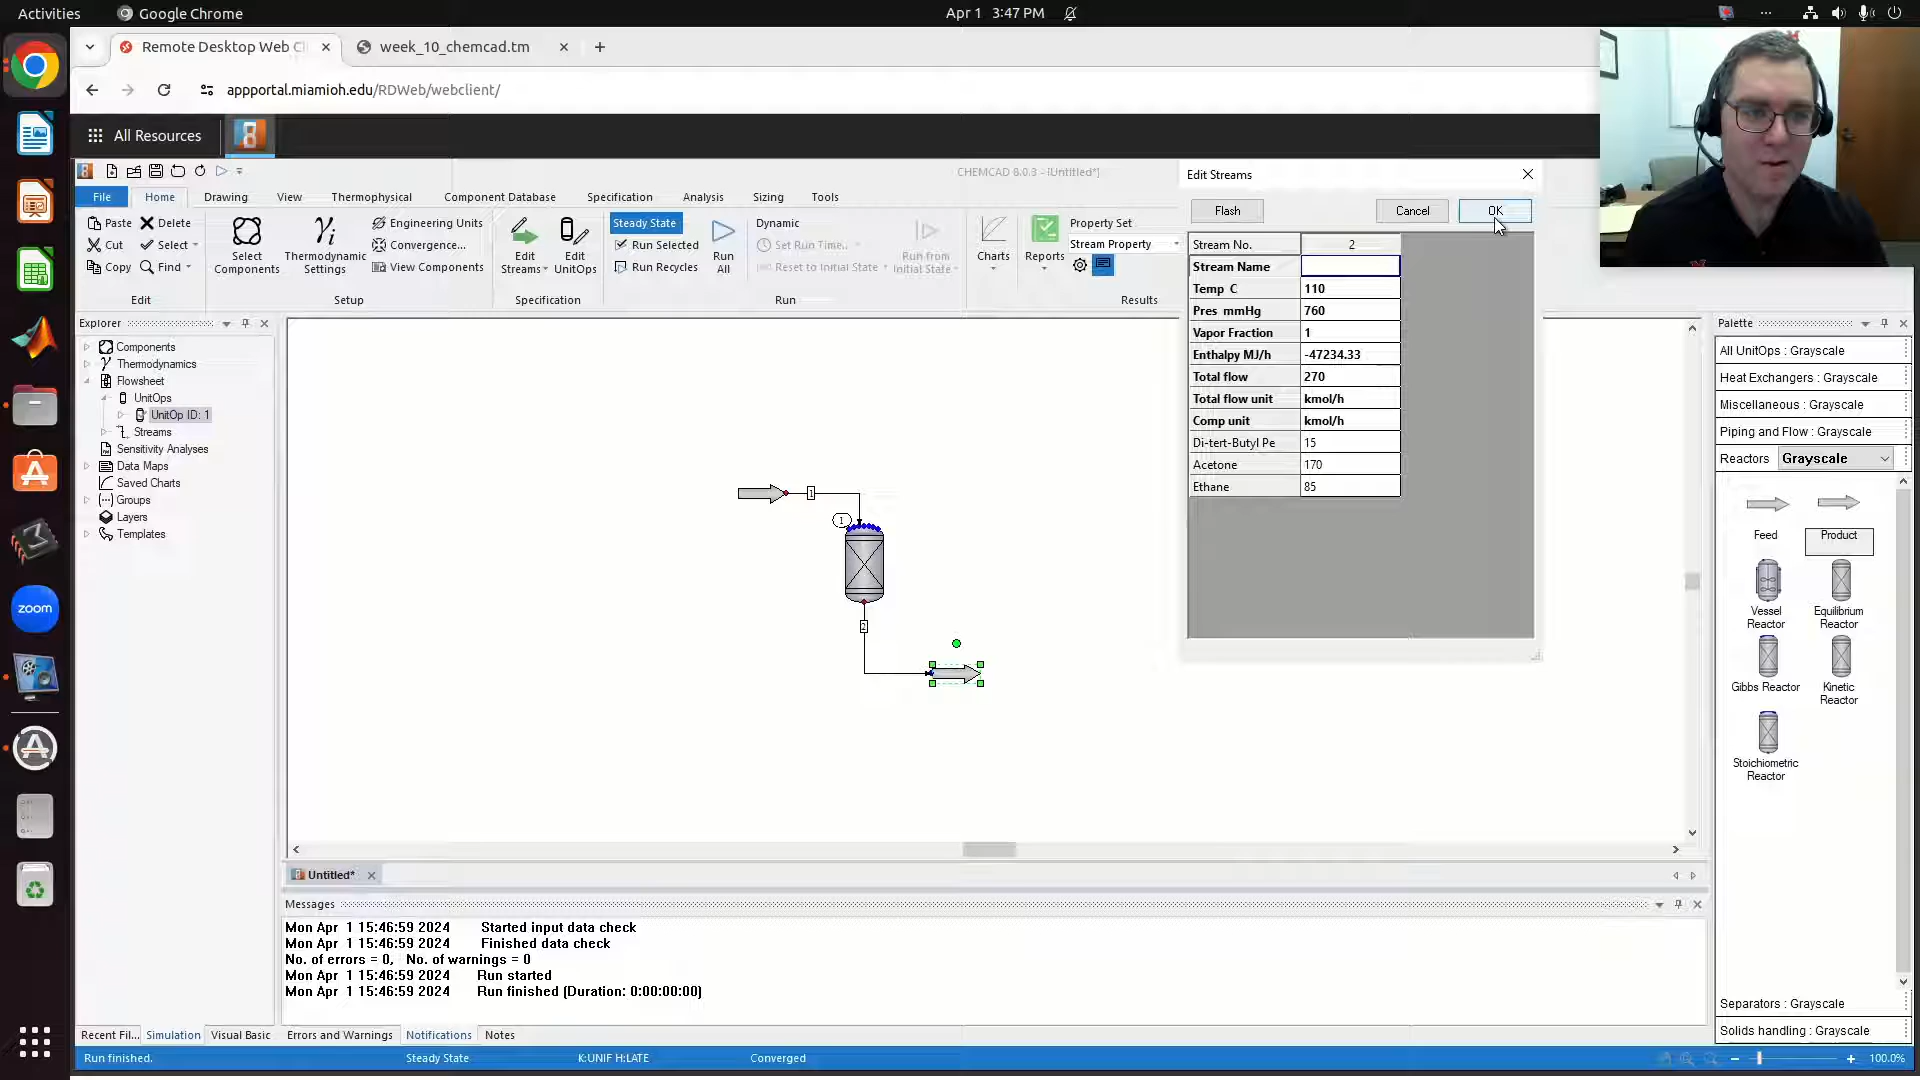 Activities
Google Chrome
Apr 1 3:47 PM
Remote Desktop Web Cl
week_10_chemcad.tm
appportal.miamioh.edu/RDWeb/webclient/
All Resources
CHEMCAD 8.0.3 - [Untitled*]
File Home Drawing View Thermophysical Component Database Specification Analysis Sizing Tools
Paste Delete
Cut Select
Copy Find
Edit
Select Components
Thermodynamic Settings
Engineering Units
Convergence...
View Components
Setup
Edit Streams
Edit UnitOps
Specification
Steady State
Run Selected
Run Recycles
Run All
Dynamic
Set Run Time...
Reset to Initial State
Run from Initial State
Run
Charts
Reports
Property Set
Stream Property
Results
Edit Streams
Flash Cancel OK
Stream No. 2
Stream Name
Temp C 110
Pres mmHg 760
Vapor Fraction 1
Enthalpy MJ/h -47234.33
Total flow 270
Total flow unit kmol/h
Comp unit kmol/h
Di-tert-Butyl Pe 15
Acetone 170
Ethane 85
Explorer
Components
Thermodynamics
Flowsheet
UnitOps
UnitOp ID: 1
Streams
Sensitivity Analyses
Data Maps
Saved Charts
Groups
Layers
Templates
1
1
2
Palette
All UnitOps : Grayscale
Heat Exchangers : Grayscale
Miscellaneous : Grayscale
Piping and Flow : Grayscale
Reactors Grayscale
Feed Product
Vessel Reactor
Equilibrium Reactor
Gibbs Reactor
Kinetic Reactor
Stoichiometric Reactor
Separators : Grayscale
Solids handling : Grayscale
zoom
Untitled*
Messages
Mon Apr 1 15:46:59 2024 Started input data check
Mon Apr 1 15:46:59 2024 Finished data check
No. of errors = 0, No. of warnings = 0
Mon Apr 1 15:46:59 2024 Run started
Mon Apr 1 15:46:59 2024 Run finished (Duration: 0:00:00:00)
Recent Fil... Simulation Visual Basic
Errors and Warnings Notifications Notes
Run finished. Steady State K:UNIF H:LATE Converged 100.0%